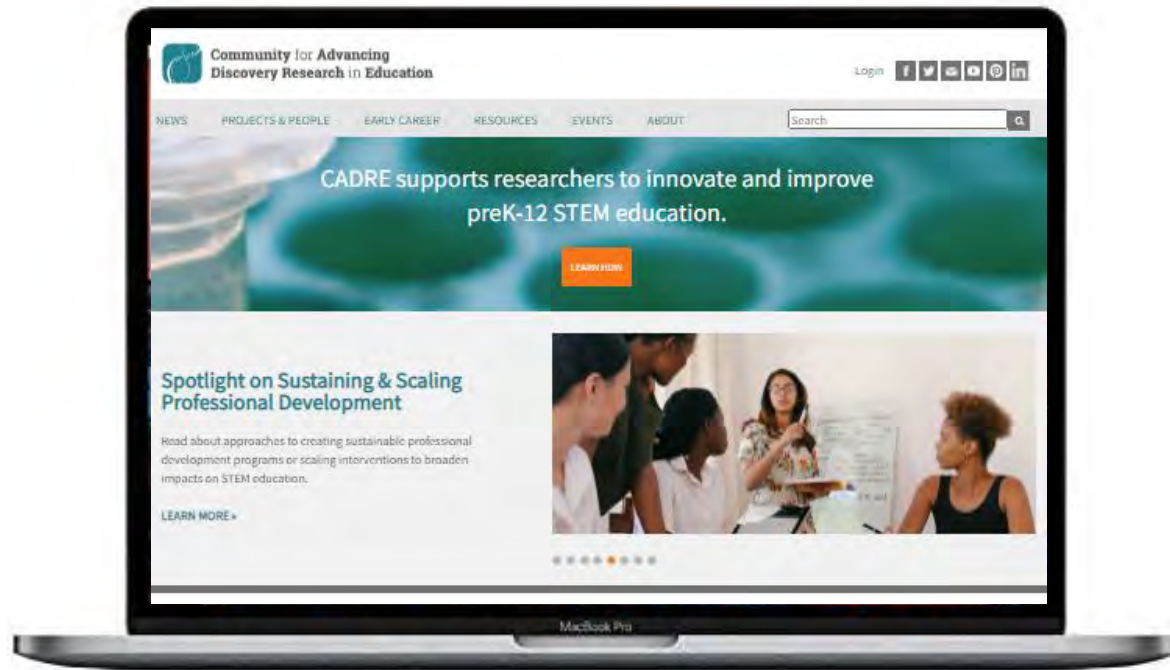 Community for Advancing
Discovery Research in Education
Login
NEWS PROJECTS & PEOPLE EARLY CAREER RESOURCES EVENTS ABOUT
Search
CADRE supports researchers to innovate and improve
preK-12 STEM education.
LEARN HOW
Spotlight on Sustaining & Scaling
Professional Development
Read about approaches to creating sustainable professional
development programs or scaling interventions to broaden
impacts on STEM education.
LEARN MORE »
MacBook Pro